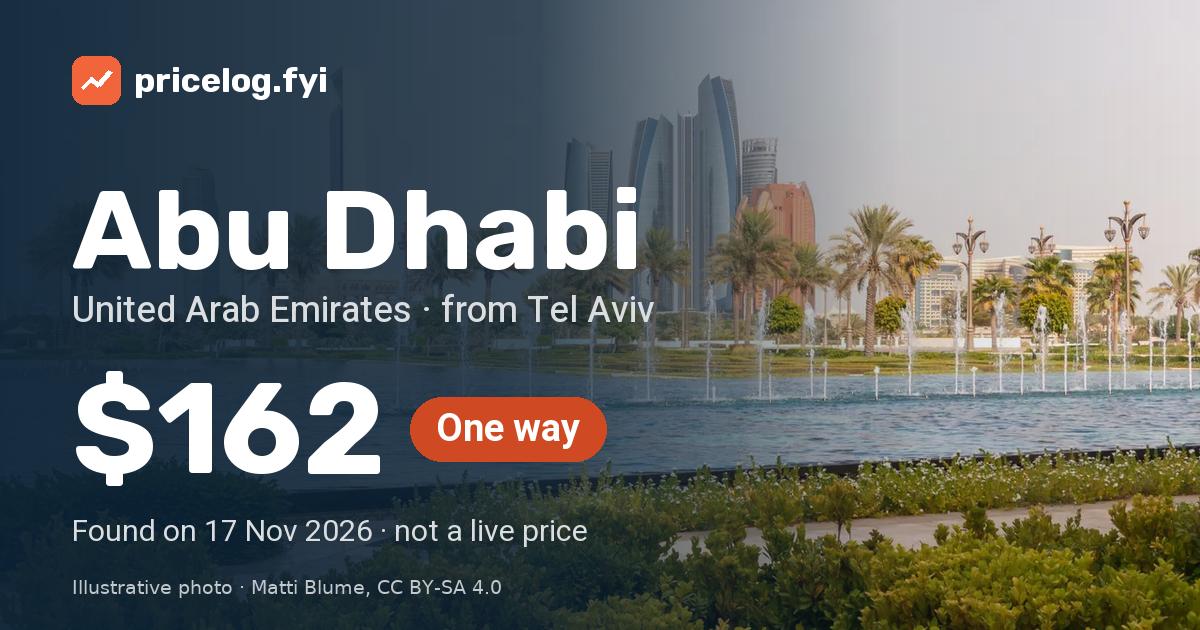 pricelog.fyi
Abu Dhabi
United Arab Emirates · from Tel Aviv
$162
One way
Found on 17 Nov 2026 · not a live price
Illustrative photo · Matti Blume, CC BY-SA 4.0